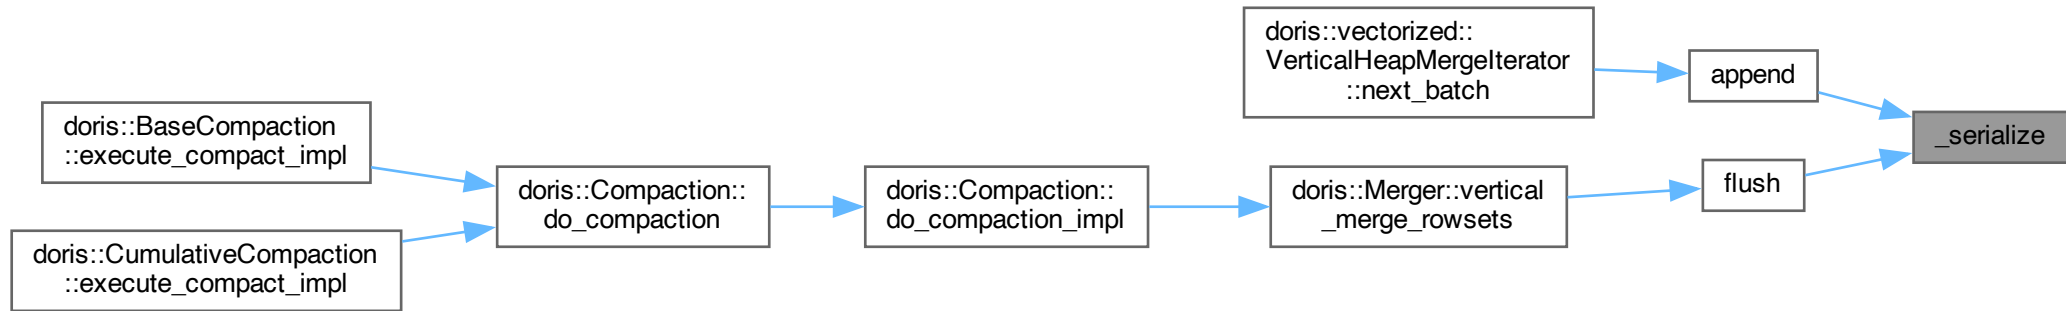 doris::BaseCompaction
::execute_compact_impl
doris::CumulativeCompaction
::execute_compact_impl
doris::Compaction::
do_compaction
doris::Compaction::
do_compaction_impl
doris::vectorized::
VerticalHeapMergeIterator
::next_batch
doris::Merger::vertical
_merge_rowsets
append
flush
_serialize